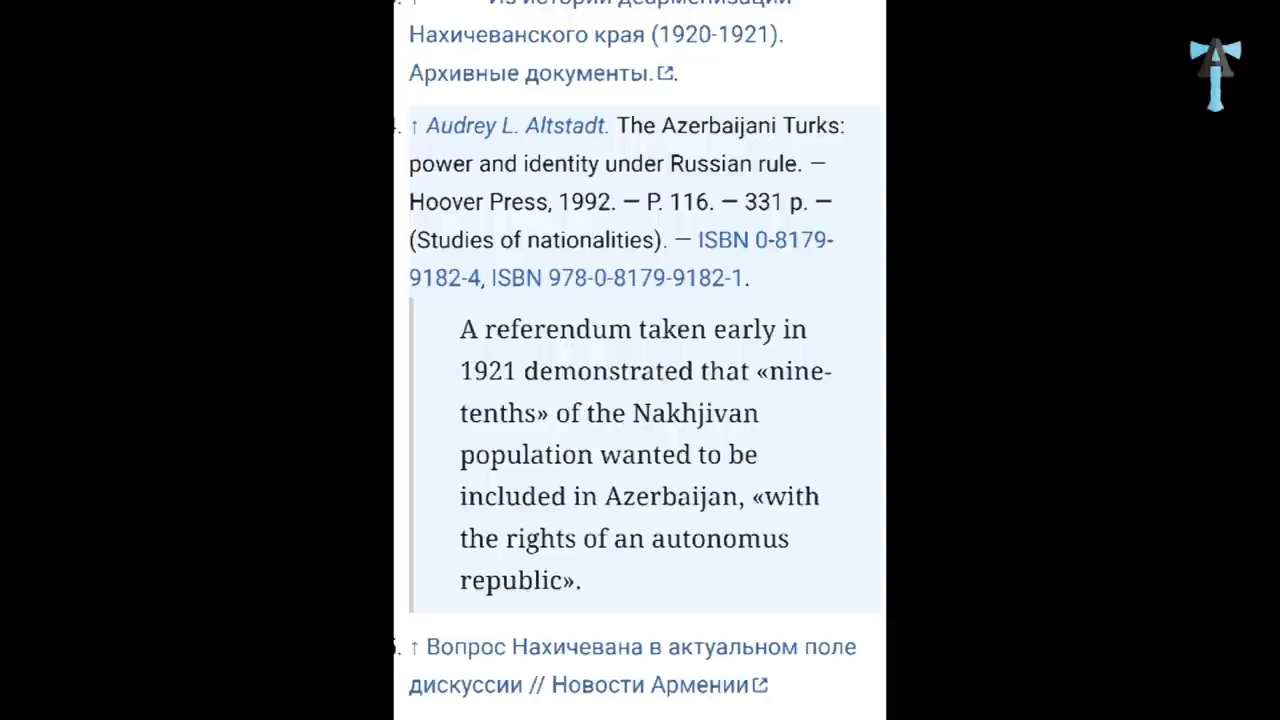 Из истории деарменизации
Нахичеванского края (1920-1921).
Архивные документы.
↑ Audrey L. Altstadt. The Azerbaijani Turks:
power and identity under Russian rule. —
Hoover Press, 1992. — P. 116. — 331 p. —
(Studies of nationalities). — ISBN 0-8179-
9182-4, ISBN 978-0-8179-9182-1.
A referendum taken early in
1921 demonstrated that «nine-
tenths» of the Nakhjivan
population wanted to be
included in Azerbaijan, «with
the rights of an autonomus
republic».
↑ Вопрос Нахичевана в актуальном поле
дискуссии // Новости Армении